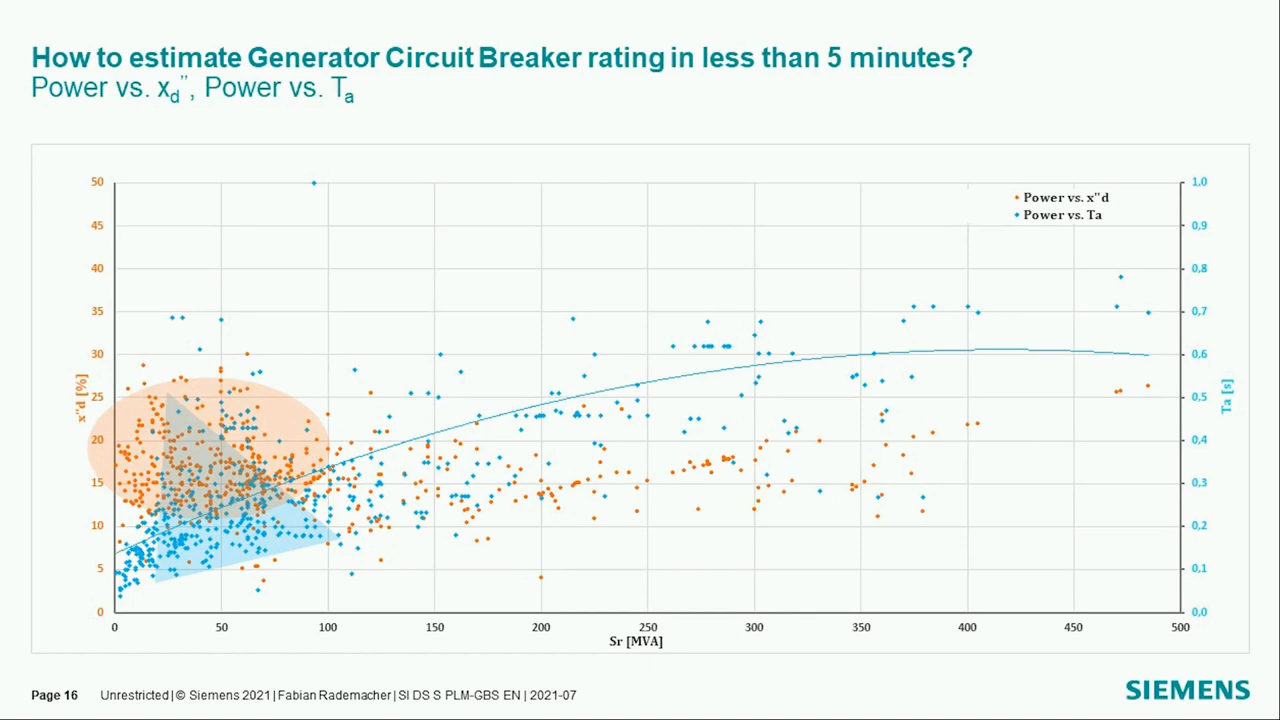 How to estimate Generator Circuit Breaker rating in less than 5 minutes?
Power vs. xd”, Power vs. Ta
50 1,0
Power vs. x"d
Power vs. Ta
45 0,9
40 0,8
35 0,7
30 0,6
25 0,5
x"d [%]
Ta [s]
20 0,4
15 0,3
10 0,2
5 0,1
0 0,0
0 50 100 150 200 250 300 350 400 450 500
Sr [MVA]
Page 16 Unrestricted | © Siemens 2021 | Fabian Rademacher | SI DS S PLM-GBS EN | 2021-07
SIEMENS